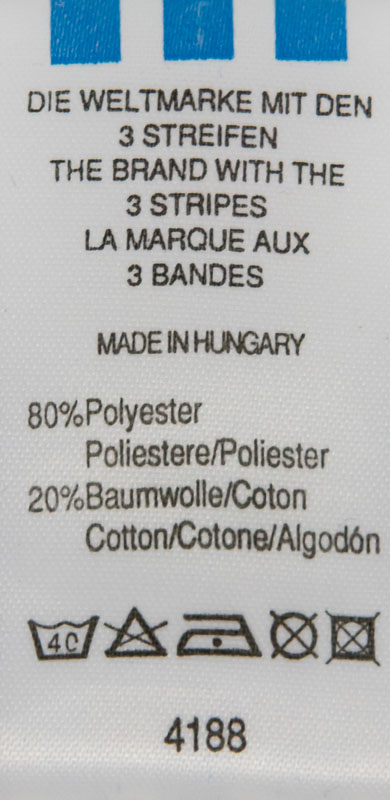 DIE WELTMARKE MIT DEN
3 STREIFEN
THE BRAND WITH THE
3 STRIPES
LA MARQUE AUX
3 BANDES
MADE IN HUNGARY
80%Polyester
Poliestere/Poliester
20%Baumwolle/Coton
Cotton/Cotone/Algodón
40
4188